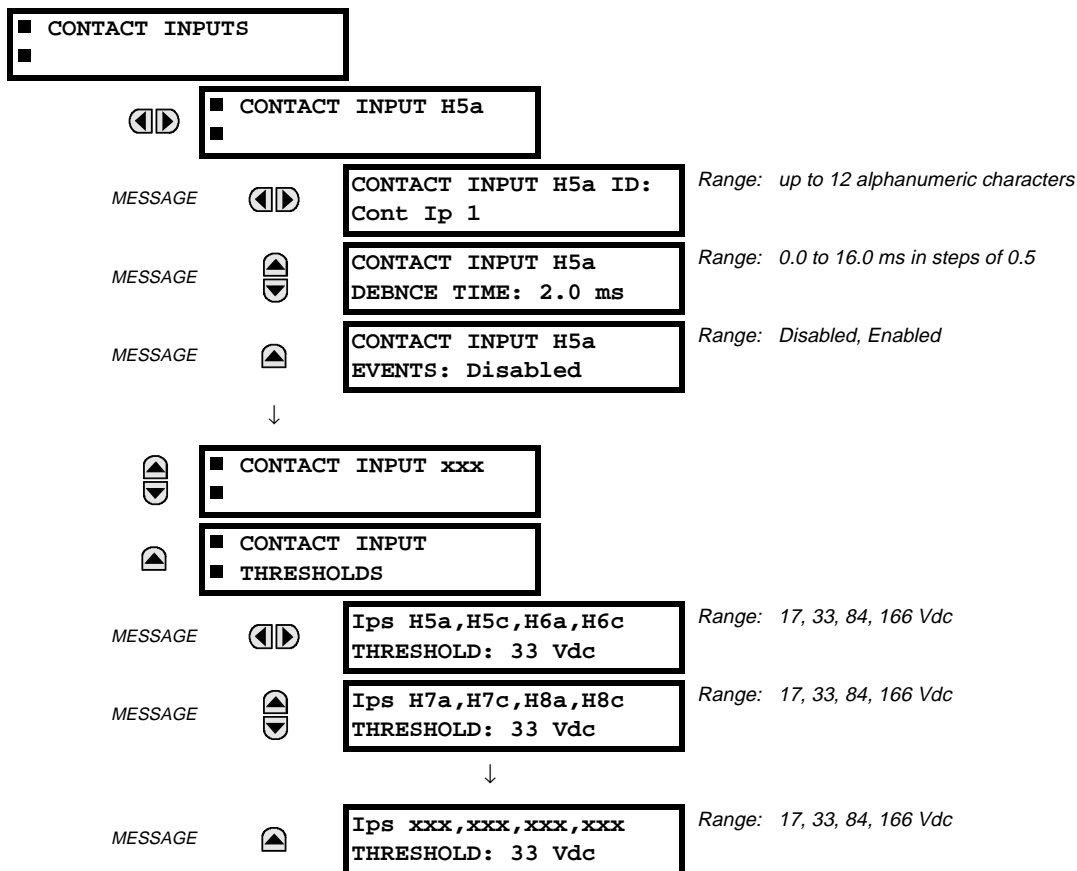 ■ CONTACT INPUTS
■
■ CONTACT INPUT H5a
■
MESSAGE
CONTACT INPUT H5a ID:
Cont Ip 1
Range: up to 12 alphanumeric characters
MESSAGE
CONTACT INPUT H5a
DEBNCE TIME: 2.0 ms
Range: 0.0 to 16.0 ms in steps of 0.5
MESSAGE
CONTACT INPUT H5a
EVENTS: Disabled
Range: Disabled, Enabled
↓
■ CONTACT INPUT xxx
■
■ CONTACT INPUT
■ THRESHOLDS
MESSAGE
Ips H5a,H5c,H6a,H6c
THRESHOLD: 33 Vdc
Range: 17, 33, 84, 166 Vdc
MESSAGE
Ips H7a,H7c,H8a,H8c
THRESHOLD: 33 Vdc
Range: 17, 33, 84, 166 Vdc
↓
MESSAGE
Ips xxx,xxx,xxx,xxx
THRESHOLD: 33 Vdc
Range: 17, 33, 84, 166 Vdc